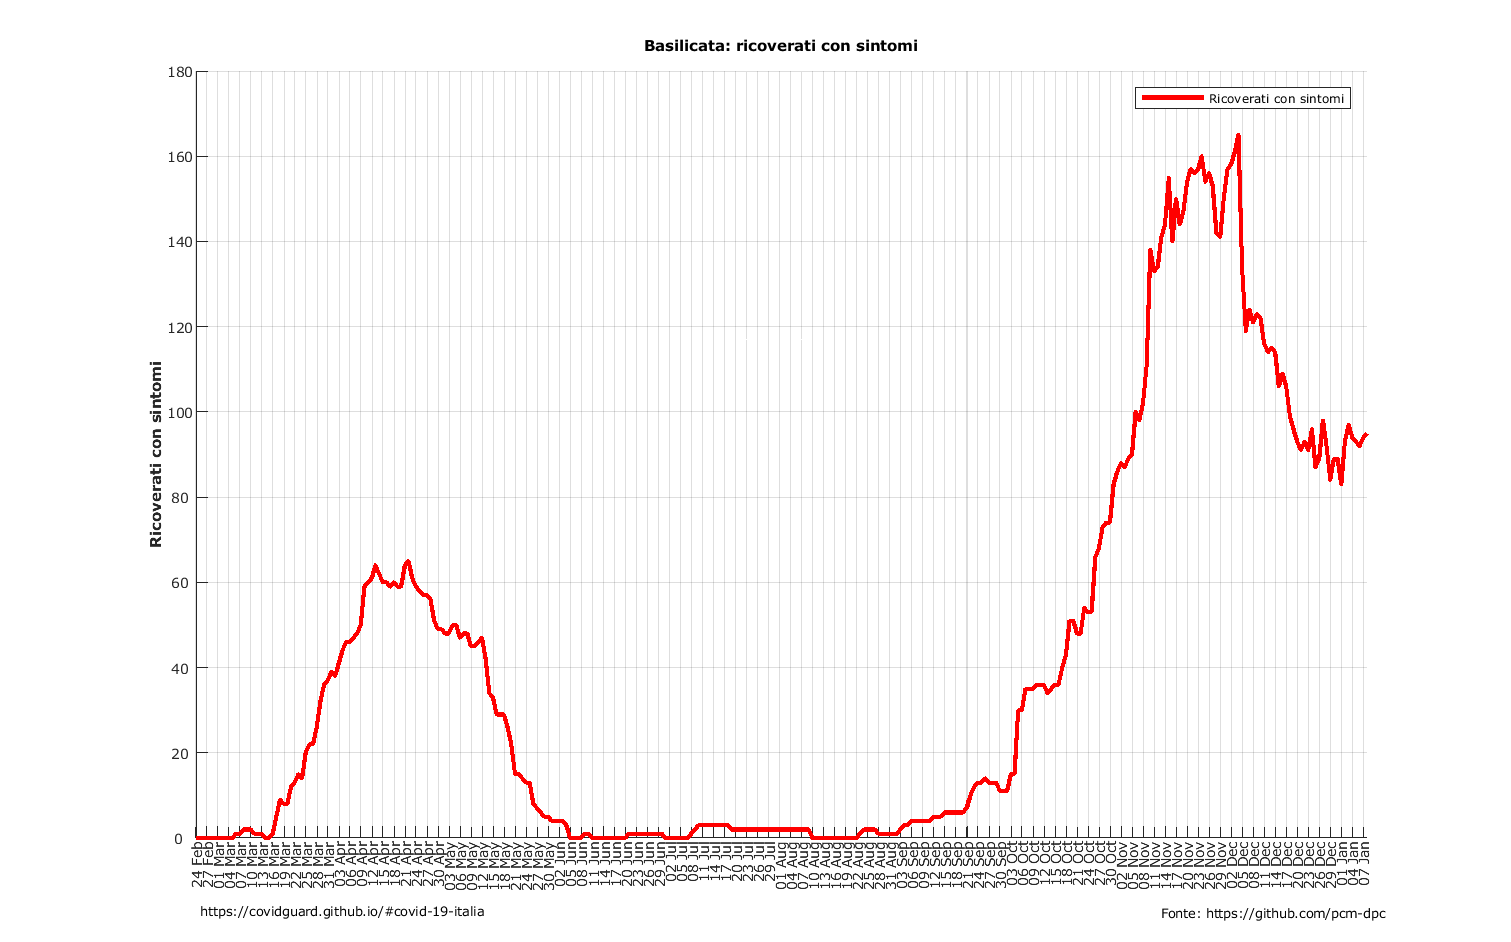 Basilicata: ricoverati con sintomi
Ricoverati con sintomi
Ricoverati con sintomi
180
160
140
120
100
80
60
40
20
0
24 Feb
27 Feb
01 Mar
04 Mar
07 Mar
10 Mar
13 Mar
16 Mar
19 Mar
22 Mar
25 Mar
28 Mar
31 Mar
03 Apr
06 Apr
09 Apr
12 Apr
15 Apr
18 Apr
21 Apr
24 Apr
27 Apr
30 Apr
03 May
06 May
09 May
12 May
15 May
18 May
21 May
24 May
27 May
30 May
02 Jun
05 Jun
08 Jun
11 Jun
14 Jun
17 Jun
20 Jun
23 Jun
26 Jun
29 Jun
02 Jul
05 Jul
08 Jul
11 Jul
14 Jul
17 Jul
20 Jul
23 Jul
26 Jul
29 Jul
01 Aug
04 Aug
07 Aug
10 Aug
13 Aug
16 Aug
19 Aug
22 Aug
25 Aug
28 Aug
31 Aug
03 Sep
06 Sep
09 Sep
12 Sep
15 Sep
18 Sep
21 Sep
24 Sep
27 Sep
30 Sep
03 Oct
06 Oct
09 Oct
12 Oct
15 Oct
18 Oct
21 Oct
24 Oct
27 Oct
30 Oct
02 Nov
05 Nov
08 Nov
11 Nov
14 Nov
17 Nov
20 Nov
23 Nov
26 Nov
29 Nov
02 Dec
05 Dec
08 Dec
11 Dec
14 Dec
17 Dec
20 Dec
23 Dec
26 Dec
29 Dec
01 Jan
04 Jan
07 Jan
https://covidguard.github.io/#covid-19-italia
Fonte: https://github.com/pcm-dpc